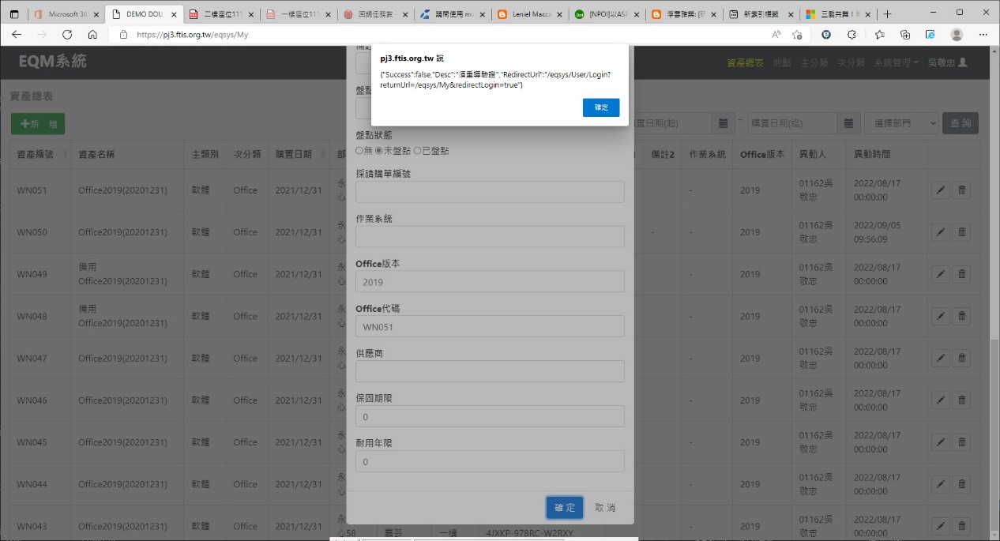 Microsoft 36
DEMO DOU
二樓座位111
一樓座位111
回饋任務賞
請問使用 m
Leniel Macca
[NPOI]以ASP
浮雲雅築: [
新索引標籤
三藪共舞！
https://pj3.ftis.org.tw/eqsys/My
EQM系統
資產總表 地點 主分類 次分類 系統管理 吳敬忠
pj3.ftis.org.tw 說
{"Success":false,"Desc":"須重導驗證","RedirectUrl":"/eqsys/User/Login?
returnUrl=/eqsys/My&redirectLogin=true"}
確定
資產總表
新 增
置日期(起) ~ 購置日期(迄) 選擇部門 查 詢
資產編號 資產名稱 主類別 次分類 購置日期 部 備註2 作業系統 Office版本 異動人 異動時間
WN051 Office2019(20201231) 軟體 Office 2021/12/31 永心 - 2019 01162吳敬忠 2022/08/17 00:00:00
WN050 Office2019(20201231) 軟體 Office 2021/12/31 永心 - - 2019 01162吳敬忠 2022/09/05 09:56:09
WN049 備用 Office2019(20201231) 軟體 Office 2021/12/31 永心 - 2019 01162吳敬忠 2022/08/17 00:00:00
WN048 備用 Office2019(20201231) 軟體 Office 2021/12/31 永心 - 2019 01162吳敬忠 2022/08/17 00:00:00
WN047 Office2019(20201231) 軟體 Office 2021/12/31 永心 - 2019 01162吳敬忠 2022/08/17 00:00:00
WN046 Office2019(20201231) 軟體 Office 2021/12/31 永心 - 2019 01162吳敬忠 2022/08/17 00:00:00
WN045 Office2019(20201231) 軟體 Office 2021/12/31 永心 - 2019 01162吳敬忠 2022/08/17 00:00:00
WN044 Office2019(20201231) 軟體 Office 2021/12/31 永心 - 2019 01162吳敬忠 2022/08/17 00:00:00
WN043 Office2019(20201231) 軟體 Office 2021/12/31 永心58 嘉芸 一樓 4JXKP-978RC-W2RXY - 2019 01162吳敬忠 2022/08/17 00:00:00
備註
盤點
盤點狀態
無 未盤點 已盤點
採請購單編號
作業系統
Office版本
2019
Office代碼
WN051
供應商
保固期限
0
耐用年限
0
確 定 取 消